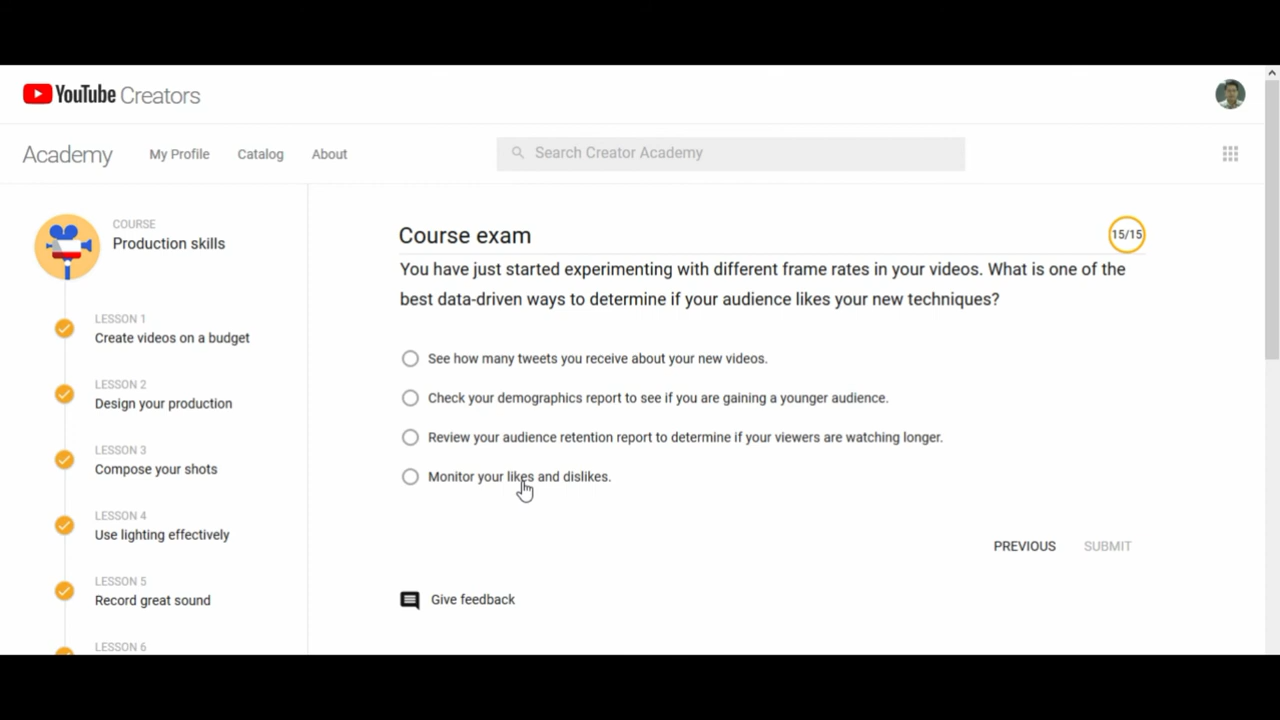 YouTube Creators
Academy
My Profile
Catalog
About
Search Creator Academy
COURSE
Production skills
LESSON 1
Create videos on a budget
LESSON 2
Design your production
LESSON 3
Compose your shots
LESSON 4
Use lighting effectively
LESSON 5
Record great sound
LESSON 6
Course exam
15/15
You have just started experimenting with different frame rates in your videos. What is one of the
best data-driven ways to determine if your audience likes your new techniques?
See how many tweets you receive about your new videos.
Check your demographics report to see if you are gaining a younger audience.
Review your audience retention report to determine if your viewers are watching longer.
Monitor your likes and dislikes.
PREVIOUS
SUBMIT
Give feedback